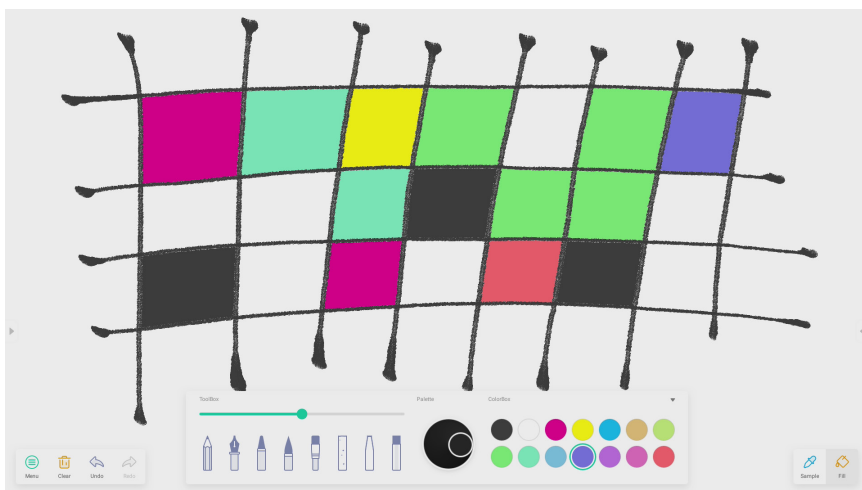 ToolBox
Palette
ColorBox
Menu
Clear
Undo
Redo
Sample
Fill